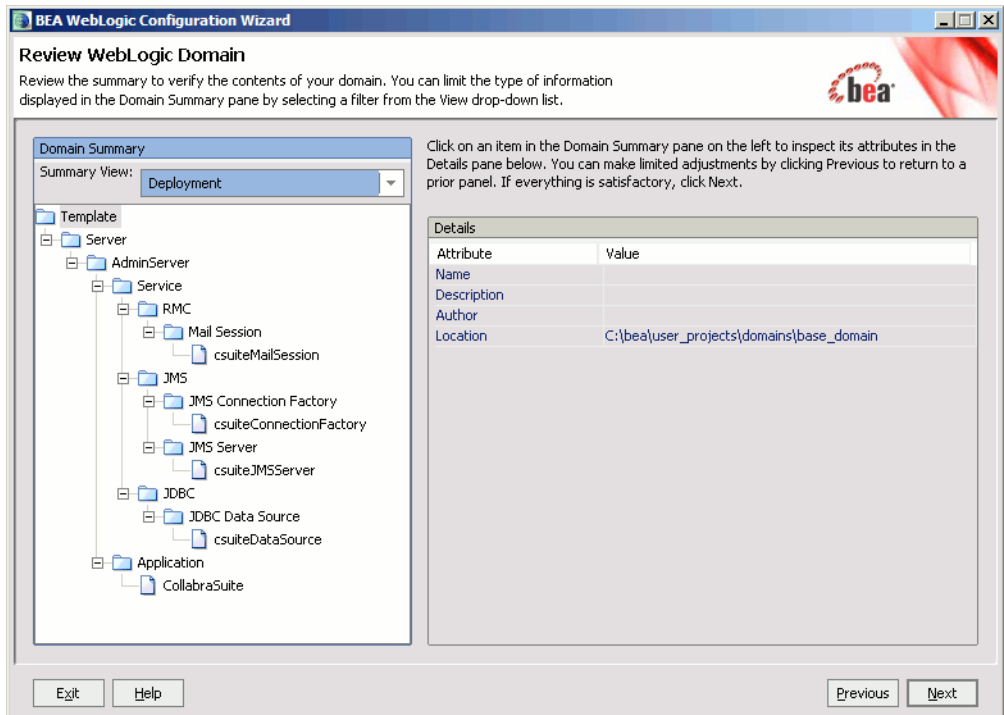 BEA WebLogic Configuration Wizard
Review WebLogic Domain
Review the summary to verify the contents of your domain. You can limit the type of information
displayed in the Domain Summary pane by selecting a filter from the View drop-down list.
bea
Domain Summary
Summary View:
Deployment
Template
Server
AdminServer
Service
RMC
Mail Session
csuiteMailSession
JMS
JMS Connection Factory
csuiteConnectionFactory
JMS Server
csuiteJMSServer
JDBC
JDBC Data Source
csuiteDataSource
Application
CollabraSuite
Click on an item in the Domain Summary pane on the left to inspect its attributes in the
Details pane below. You can make limited adjustments by clicking Previous to return to a
prior panel. If everything is satisfactory, click Next.
Details
Attribute Value
Name
Description
Author
Location C:\bea\user_projects\domains\base_domain
Exit Help Previous Next